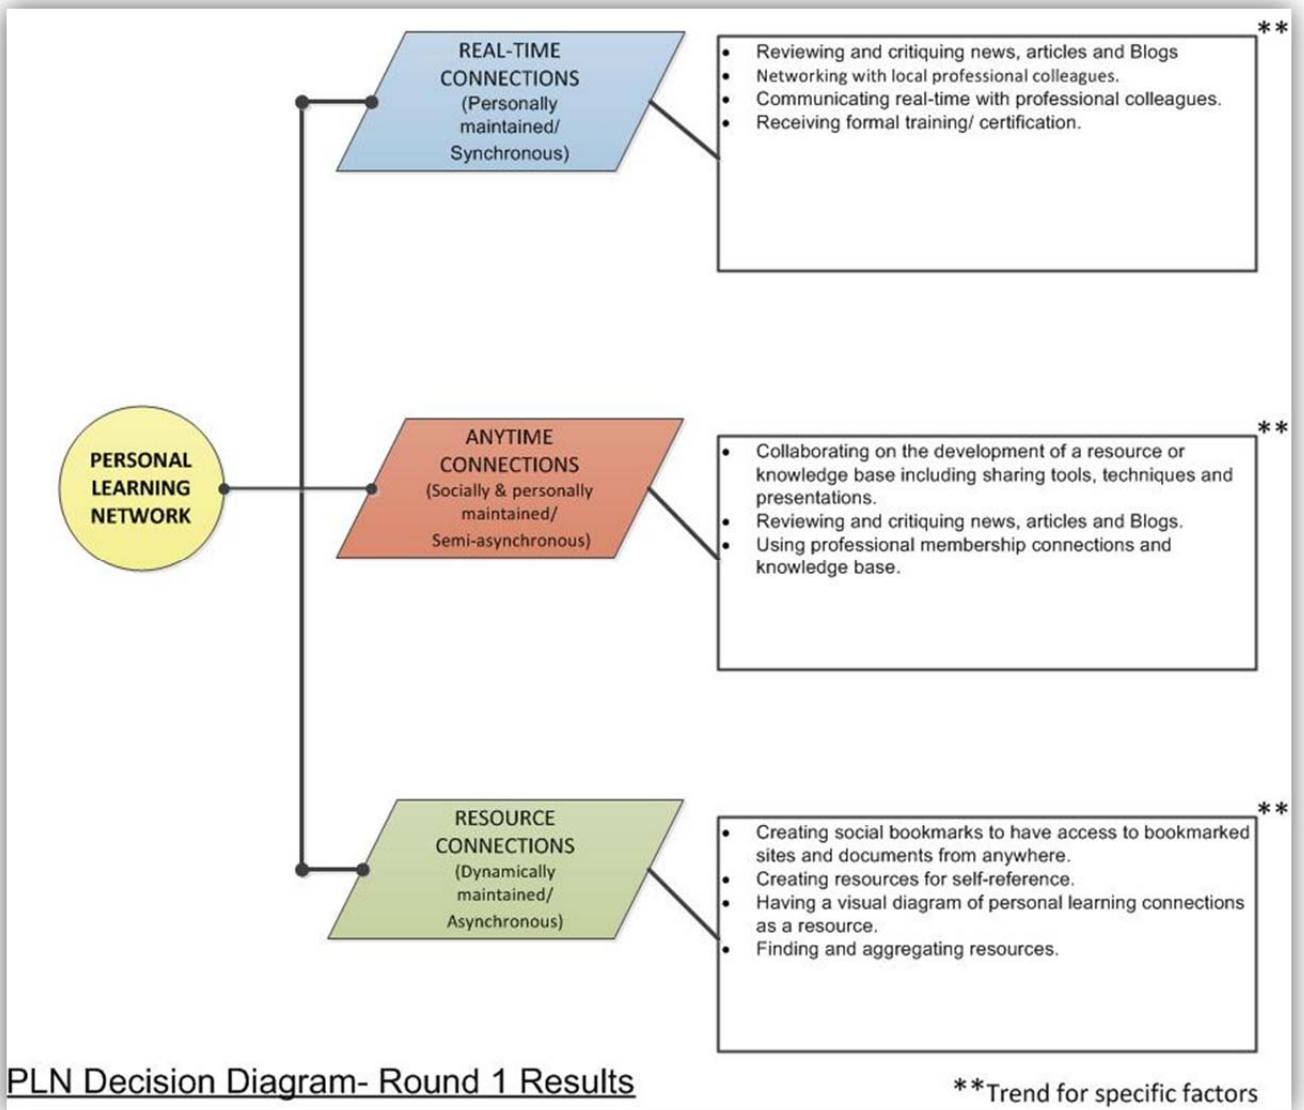 **
REAL-TIME
CONNECTIONS
(Personally
maintained/
Synchronous)
• Reviewing and critiquing news, articles and Blogs
• Networking with local professional colleagues.
• Communicating real-time with professional colleagues.
• Receiving formal training/ certification.
PERSONAL
LEARNING
NETWORK
**
ANYTIME
CONNECTIONS
(Socially & personally
maintained/
Semi-asynchronous)
• Collaborating on the development of a resource or
knowledge base including sharing tools, techniques and
presentations.
• Reviewing and critiquing news, articles and Blogs.
• Using professional membership connections and
knowledge base.
**
RESOURCE
CONNECTIONS
(Dynamically
maintained/
Asynchronous)
• Creating social bookmarks to have access to bookmarked
sites and documents from anywhere.
• Creating resources for self-reference.
• Having a visual diagram of personal learning connections
as a resource.
• Finding and aggregating resources.
PLN Decision Diagram- Round 1 Results
**Trend for specific factors